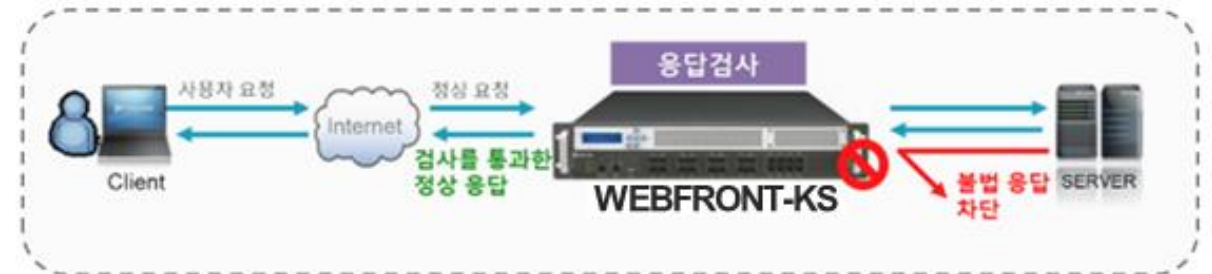 응답검사
사용자 요청
정상 요청
Internet
검사를 통과한
정상 응답
Client
WEBFRONT-KS
불법 응답
차단
SERVER